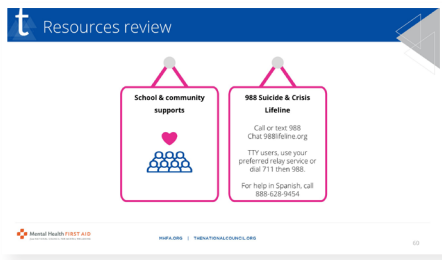 t Resources review
School & community
supports
988 Suicide & Crisis
Lifeline
Call or text 988
Chat 988lifeline.org
TTY users, use your
preferred relay service or
dial 711 then 988.
For help in Spanish, call
888-628-9454
Mental Health FIRST AID
MHFA.ORG | THENATIONALCOUNCIL.ORG
60